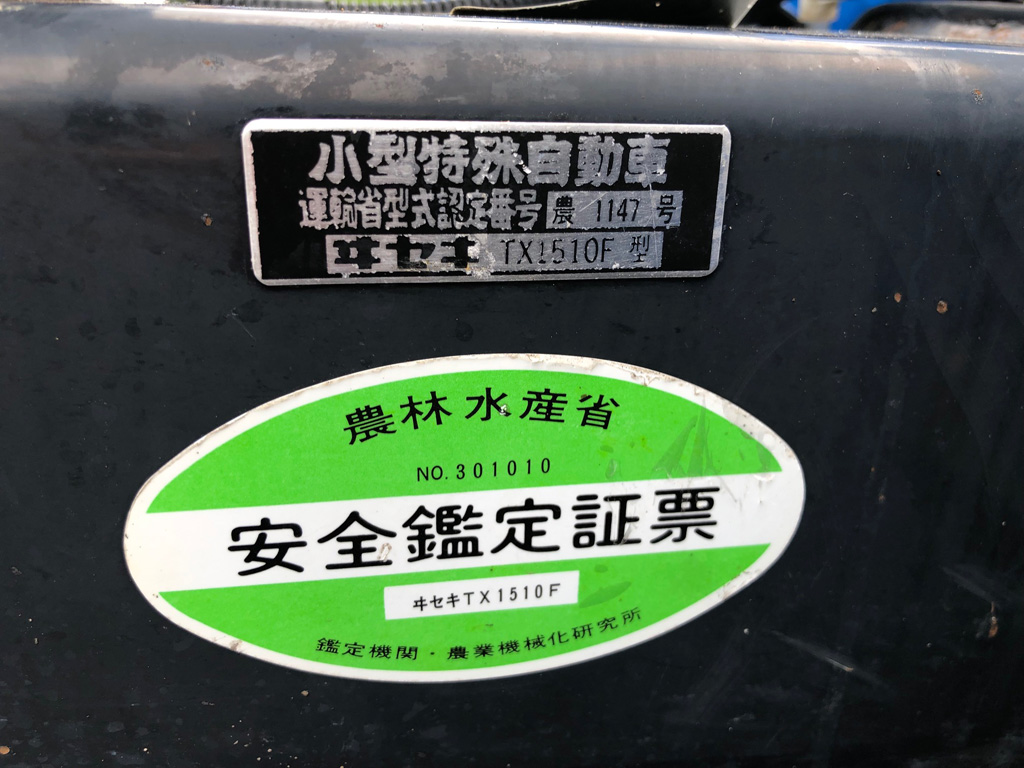 小型特殊自動車
運輸省型式認定番号 農 1147 号
ヰセキ TX1510F 型
農林水産省
NO.301010
安全鑑定証票
ヰセキTX1510F
鑑定機関・農業機械化研究所